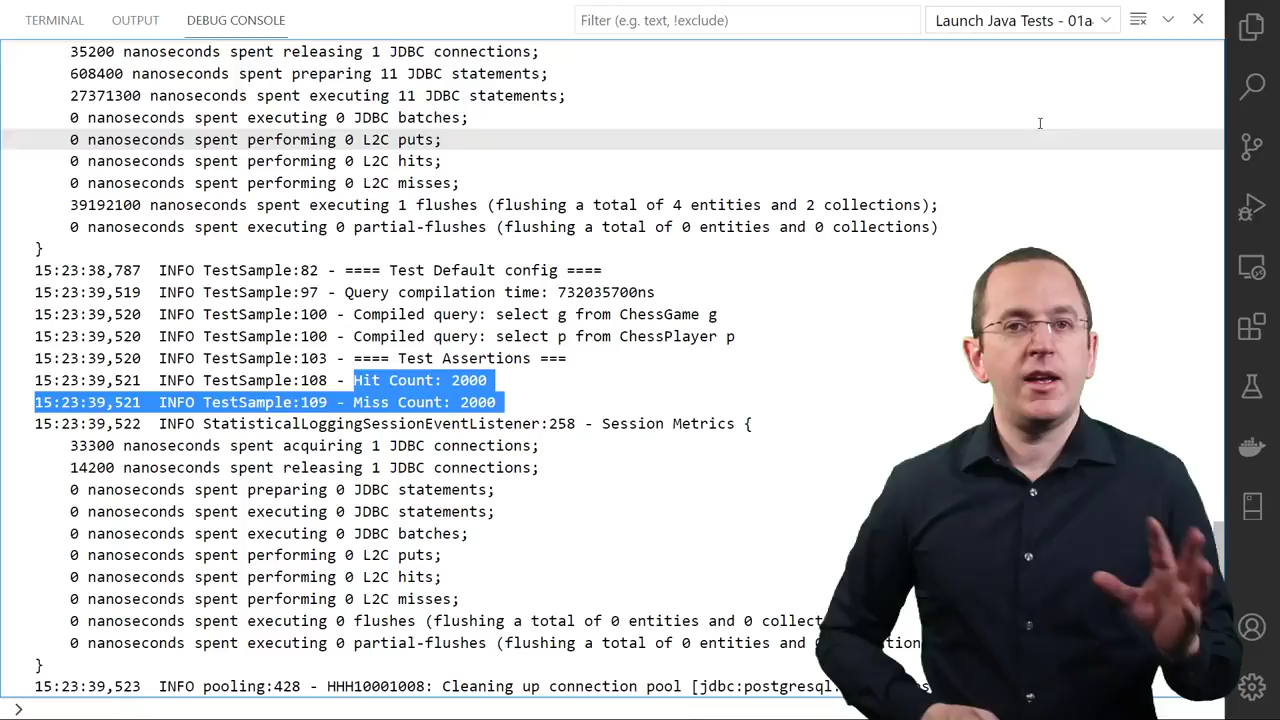 TERMINAL OUTPUT DEBUG CONSOLE Filter (e.g. text, !exclude) Launch Java Tests - 01a
35200 nanoseconds spent releasing 1 JDBC connections;
608400 nanoseconds spent preparing 11 JDBC statements;
27371300 nanoseconds spent executing 11 JDBC statements;
0 nanoseconds spent executing 0 JDBC batches;
0 nanoseconds spent performing 0 L2C puts;
0 nanoseconds spent performing 0 L2C hits;
0 nanoseconds spent performing 0 L2C misses;
39192100 nanoseconds spent executing 1 flushes (flushing a total of 4 entities and 2 collections);
0 nanoseconds spent executing 0 partial-flushes (flushing a total of 0 entities and 0 collections)
}
15:23:38,787 INFO TestSample:82 - ==== Test Default config ====
15:23:39,519 INFO TestSample:97 - Query compilation time: 732035700ns
15:23:39,520 INFO TestSample:100 - Compiled query: select g from ChessGame g
15:23:39,520 INFO TestSample:100 - Compiled query: select p from ChessPlayer p
15:23:39,520 INFO TestSample:103 - ==== Test Assertions ===
15:23:39,521 INFO TestSample:108 - Hit Count: 2000
15:23:39,521 INFO TestSample:109 - Miss Count: 2000
15:23:39,522 INFO StatisticalLoggingSessionEventListener:258 - Session Metrics {
33300 nanoseconds spent acquiring 1 JDBC connections;
14200 nanoseconds spent releasing 1 JDBC connections;
0 nanoseconds spent preparing 0 JDBC statements;
0 nanoseconds spent executing 0 JDBC statements;
0 nanoseconds spent executing 0 JDBC batches;
0 nanoseconds spent performing 0 L2C puts;
0 nanoseconds spent performing 0 L2C hits;
0 nanoseconds spent performing 0 L2C misses;
0 nanoseconds spent executing 0 flushes (flushing a total of 0 entities and 0 collect
0 nanoseconds spent executing 0 partial-flushes (flushing a total of 0 entities and
}
15:23:39,523 INFO pooling:428 - HHH10001008: Cleaning up connection pool [jdbc:postgresql
>